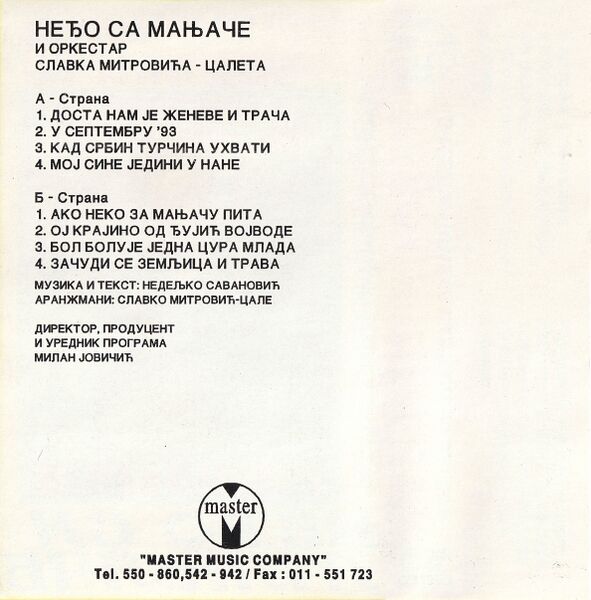 НЕЂО СА МАЊАЧЕ
И ОРКЕСТАР
СЛАВКА МИТРОВИЋА - ЦАЛЕТА
А - Страна
1. ДОСТА НАМ ЈЕ ЖЕНЕВЕ И ТРАЧА
2. У СЕПТЕМБРУ '93
3. КАД СРБИН ТУРЧИНА УХВАТИ
4. МОЈ СИНЕ ЈЕДИНИ У НАНЕ
Б - Страна
1. АКО НЕКО ЗА МАЊАЧУ ПИТА
2. ОЈ КРАЈИНО ОД ЂУЈИЋ ВОЈВОДЕ
3. БОЛ БОЛУЈЕ ЈЕДНА ЦУРА МЛАДА
4. ЗАЧУДИ СЕ ЗЕМЉИЦА И ТРАВА
МУЗИКА И ТЕКСТ: НЕДЕЉКО САВАНОВИЋ
АРАНЖМАНИ: СЛАВКО МИТРОВИЋ-ЦАЛЕ
ДИРЕКТОР, ПРОДУЦЕНТ
И УРЕДНИК ПРОГРАМА
МИЛАН ЈОВИЧИЋ
master
M
"MASTER MUSIC COMPANY"
Tel. 550 - 860,542 - 942 / Fax : 011 - 551 723